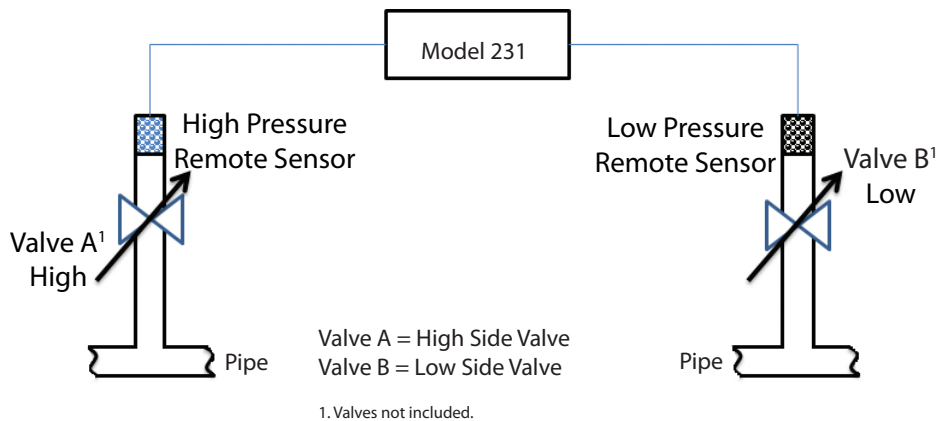 Model 231
High Pressure
Remote Sensor
Low Pressure
Remote Sensor
Valve A¹
High
Valve B¹
Low
Pipe
Valve A = High Side Valve
Valve B = Low Side Valve
Pipe
1. Valves not included.